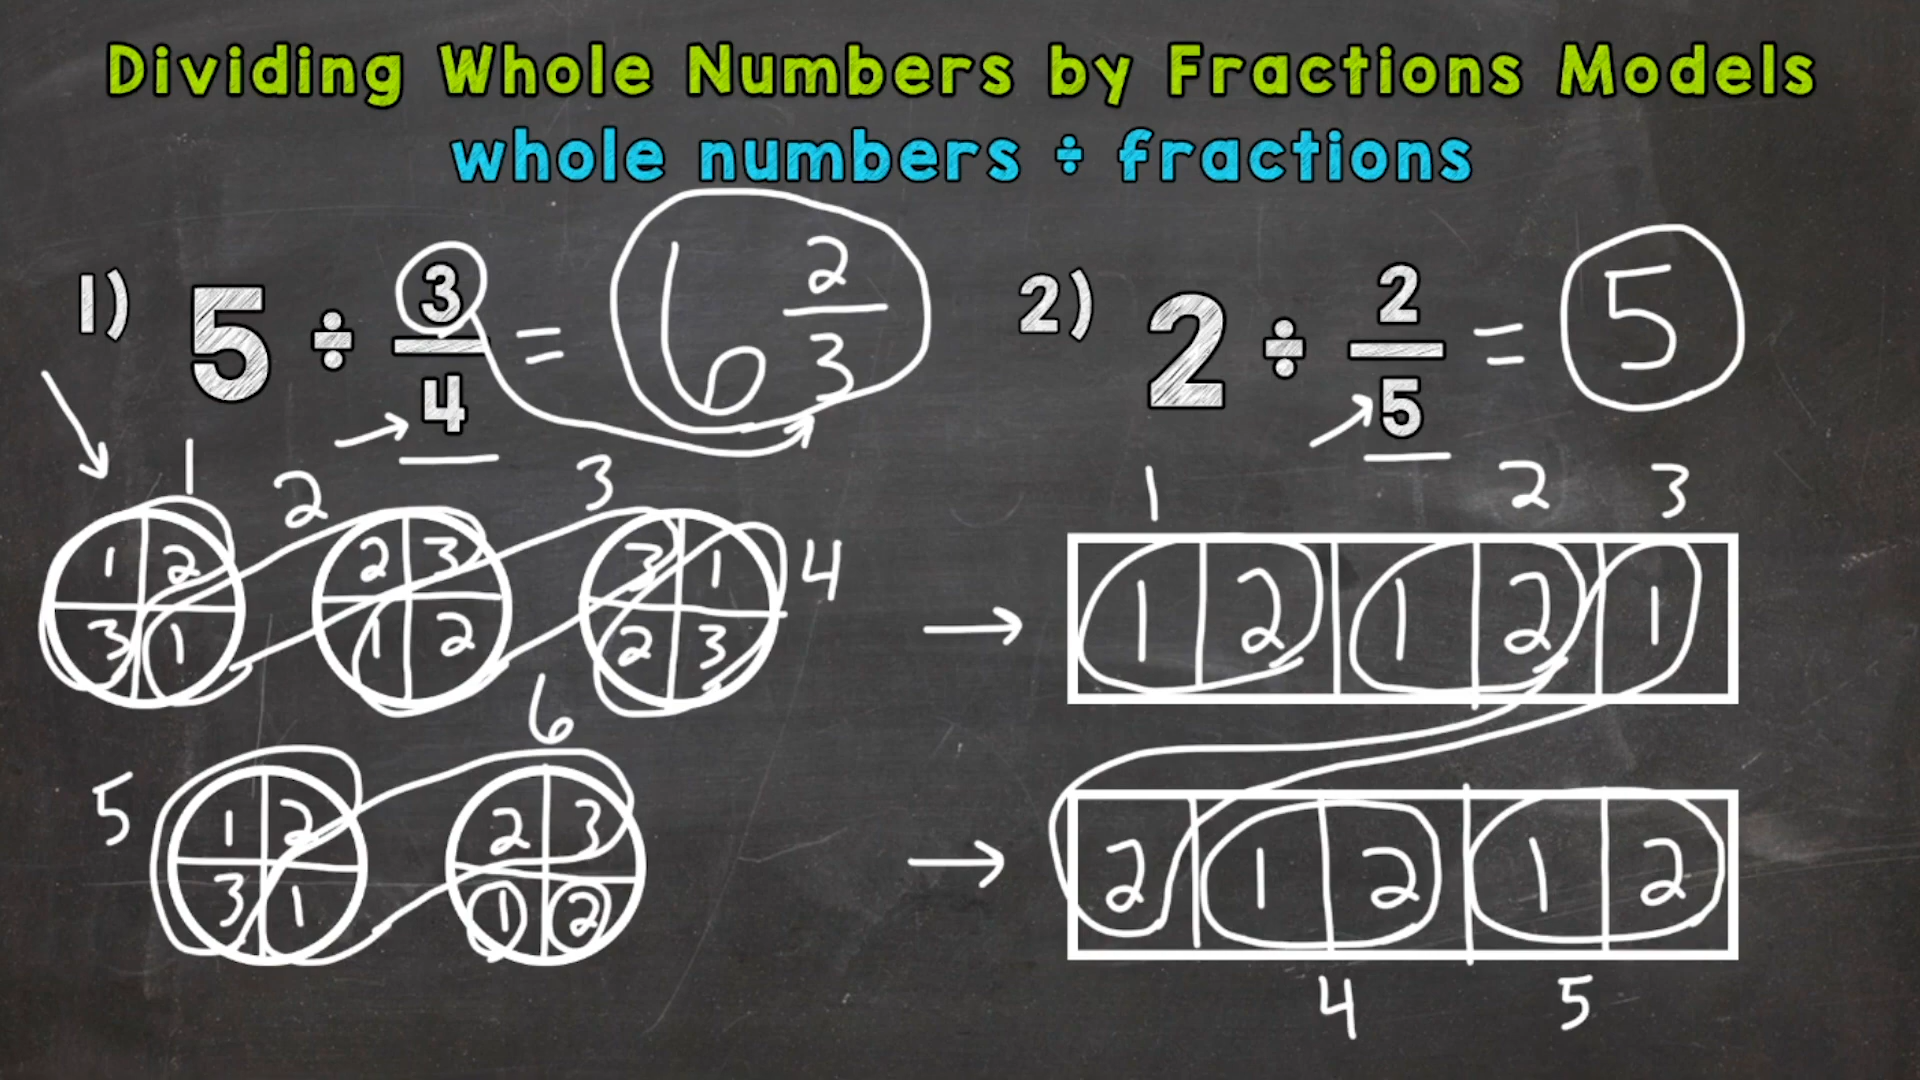 Dividing Whole Numbers by Fractions Models
whole numbers ÷ fractions
1) 5 ÷ 3/4 = 6 2/3
2) 2 ÷ 2/5 = 5
1 2 3
1 2 2 3 3 1 4
3 1 1 2 2 3
6
5 1 2 2 3
3 1 1 2
1 2 3
1 2 1 2 1
2 1 2 1 2
4 5